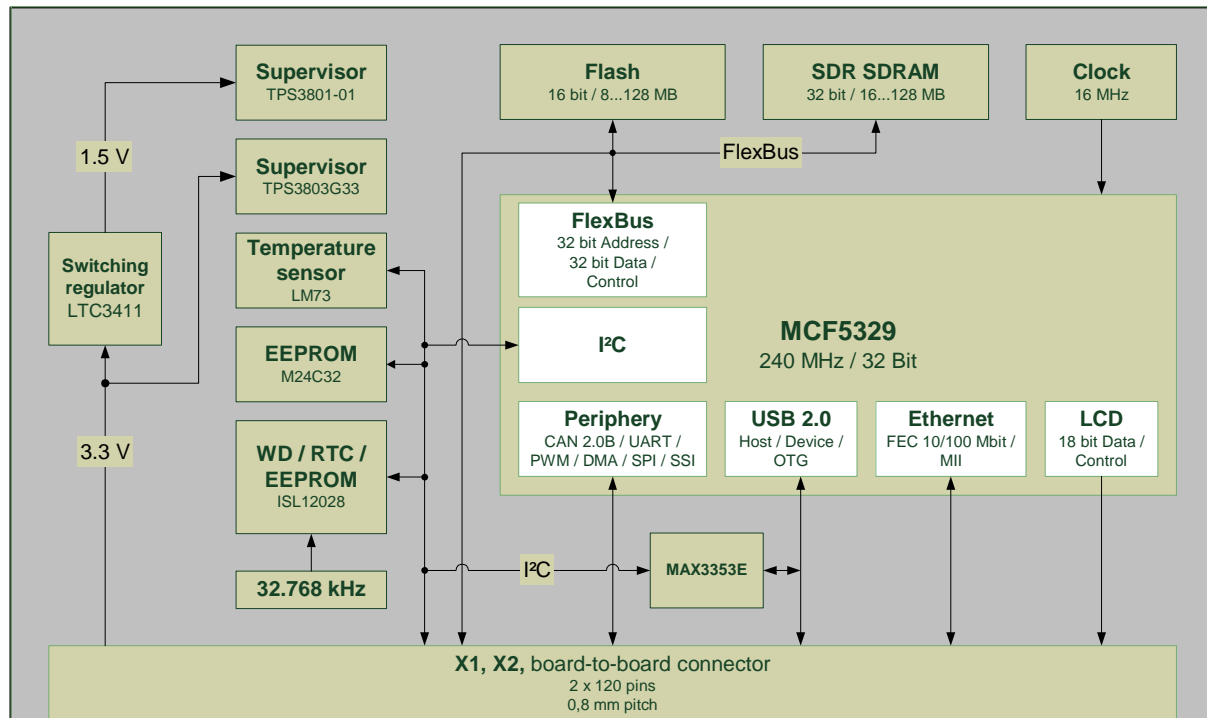 Supervisor
TPS3801-01
Flash
16 bit / 8...128 MB
SDR SDRAM
32 bit / 16...128 MB
Clock
16 MHz
1.5 V
FlexBus
Supervisor
TPS3803G33
FlexBus
32 bit Address /
32 bit Data /
Control
Switching
regulator
LTC3411
Temperature
sensor
LM73
I²C
MCF5329
240 MHz / 32 Bit
EEPROM
M24C32
3.3 V
WD / RTC /
EEPROM
ISL12028
Periphery
CAN 2.0B / UART /
PWM / DMA / SPI / SSI
USB 2.0
Host / Device /
OTG
Ethernet
FEC 10/100 Mbit /
MII
LCD
18 bit Data /
Control
32.768 kHz
I²C
MAX3353E
X1, X2, board-to-board connector
2 x 120 pins
0,8 mm pitch